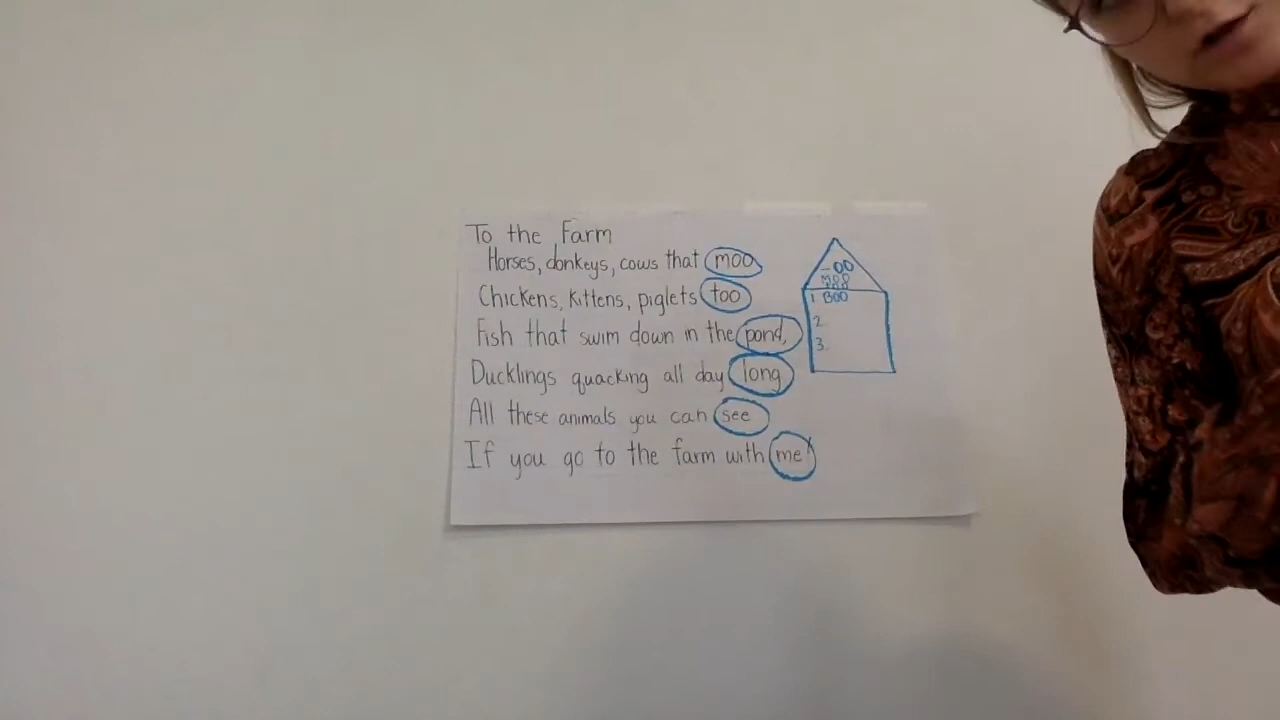 To the Farm
Horses, donkeys, cows that moo
Chickens, kittens, piglets too
Fish that swim down in the pond,
Ducklings quacking all day long
All these animals you can see
If you go to the farm with me!
-OO
1 BOO
2.
3.